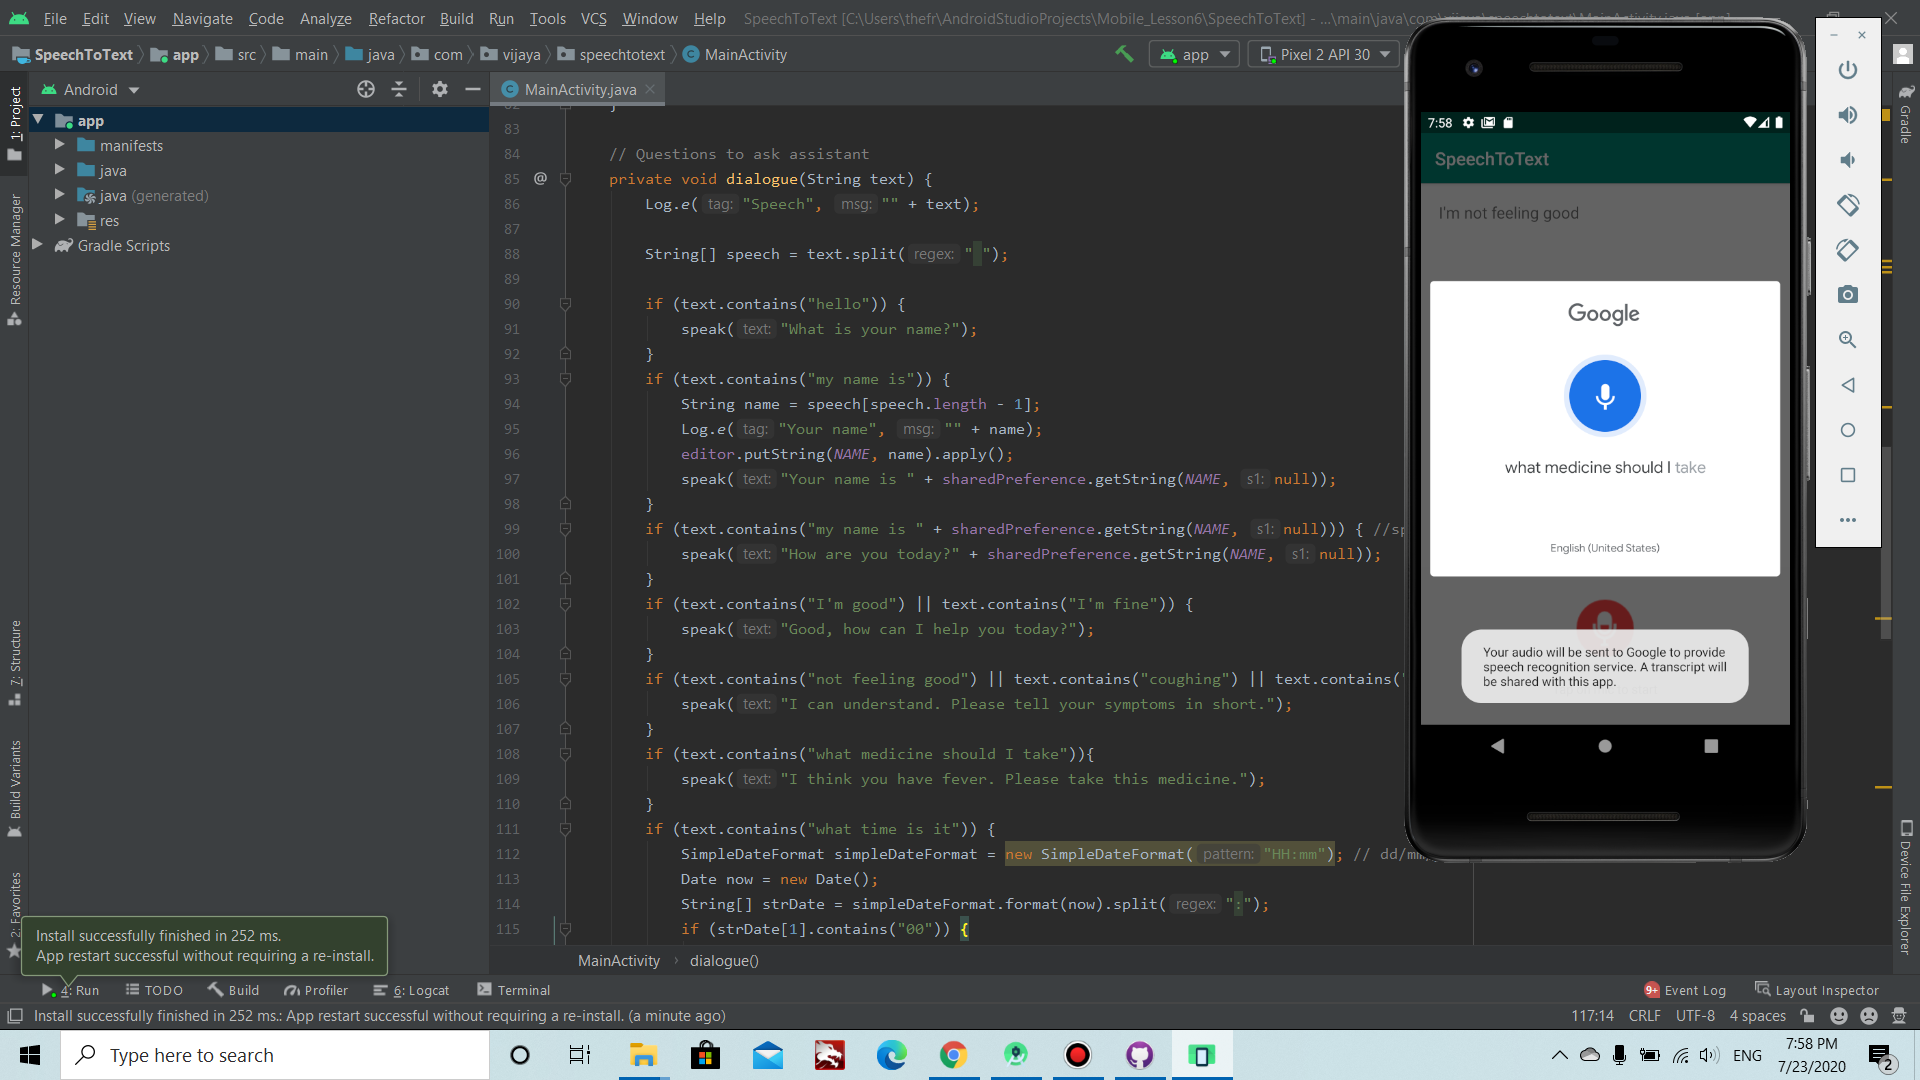 File Edit View Navigate Code Analyze Refactor Build Run Tools VCS Window Help SpeechToText [C:\Users\thefr\AndroidStudioProjects\Mobile_Lesson6\SpeechToText] - ...\main\java\com\
SpeechToText app src main java com vijaya speechtotext MainActivity app Pixel 2 API 30
1: Project
Resource Manager
7: Structure
Build Variants
2: Favorites
Android
app
manifests
java
java (generated)
res
Gradle Scripts
MainActivity.java
83
84 // Questions to ask assistant
85 @ private void dialogue(String text) {
86 Log.e( tag: "Speech", msg: "" + text);
87
88 String[] speech = text.split( regex: " ");
89
90 if (text.contains("hello")) {
91 speak( text: "What is your name?");
92 }
93 if (text.contains("my name is")) {
94 String name = speech[speech.length - 1];
95 Log.e( tag: "Your name", msg: "" + name);
96 editor.putString(NAME, name).apply();
97 speak( text: "Your name is " + sharedPreference.getString(NAME, s1: null));
98 }
99 if (text.contains("my name is " + sharedPreference.getString(NAME, s1: null))) { //sp
100 speak( text: "How are you today?" + sharedPreference.getString(NAME, s1: null));
101 }
102 if (text.contains("I'm good") || text.contains("I'm fine")) {
103 speak( text: "Good, how can I help you today?");
104 }
105 if (text.contains("not feeling good") || text.contains("coughing") || text.contains("
106 speak( text: "I can understand. Please tell your symptoms in short.");
107 }
108 if (text.contains("what medicine should I take")){
109 speak( text: "I think you have fever. Please take this medicine.");
110 }
111 if (text.contains("what time is it")) {
112 SimpleDateFormat simpleDateFormat = new SimpleDateFormat( pattern: "HH:mm"); // dd/mm
113 Date now = new Date();
114 String[] strDate = simpleDateFormat.format(now).split( regex: ":");
115 if (strDate[1].contains("00")) {
MainActivity › dialogue()
7:58
SpeechToText
I'm not feeling good
Google
what medicine should I take
English (United States)
Your audio will be sent to Google to provide
speech recognition service. A transcript will
be shared with this app.
Gradle
Device File Explorer
Install successfully finished in 252 ms.
App restart successful without requiring a re-install.
4: Run TODO Build Profiler 6: Logcat Terminal 9+ Event Log Layout Inspector
Install successfully finished in 252 ms.: App restart successful without requiring a re-install. (a minute ago) 117:14 CRLF UTF-8 4 spaces
Type here to search ENG 7:58 PM
7/23/2020 2